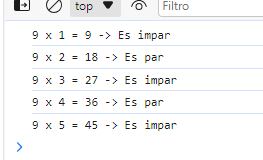 top Filtro
9 x 1 = 9 -> Es impar
9 x 2 = 18 -> Es par
9 x 3 = 27 -> Es impar
9 x 4 = 36 -> Es par
9 x 5 = 45 -> Es impar
>